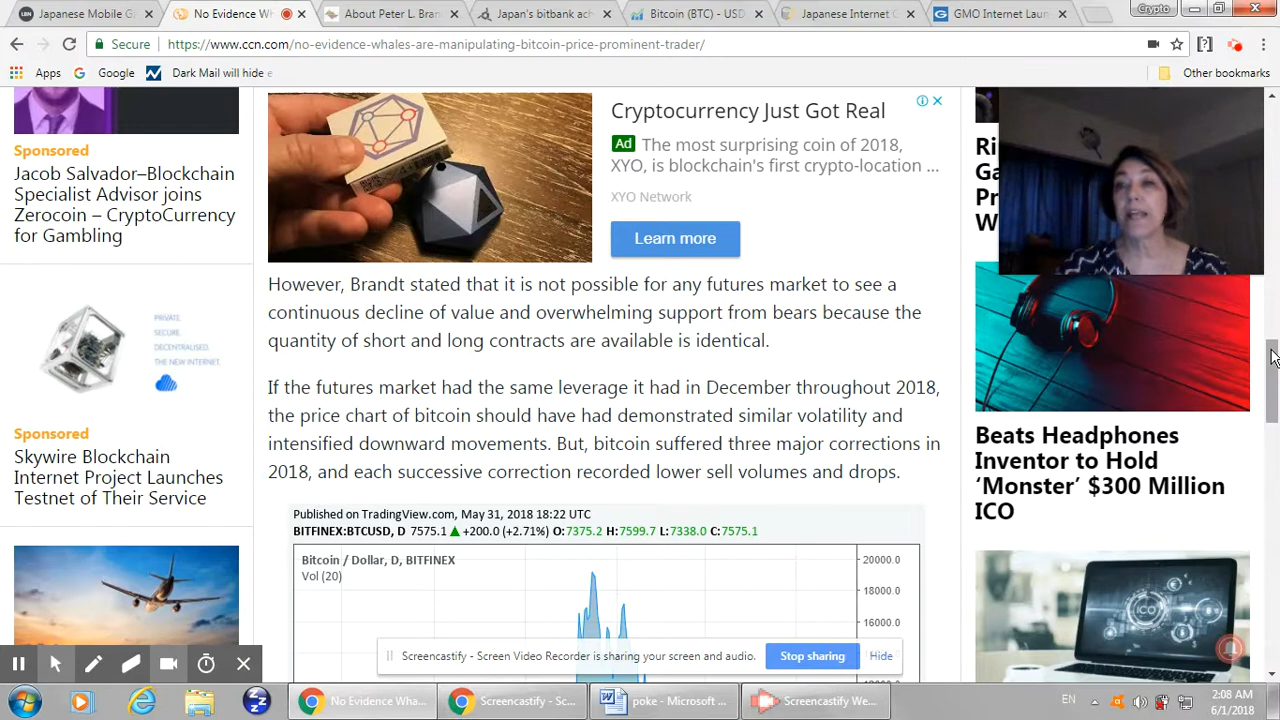 Japanese Mobile Ga
No Evidence Wh
About Peter L. Bra
Japan's bitbank ac
Bitcoin (BTC) - USD
Japanese Internet C
GMO Internet Laun
Crypto
Secure
https://www.ccn.com/no-evidence-whales-are-manipulating-bitcoin-price-prominent-trader/
Apps
Google
Dark Mail will hide e
Other bookmarks
Sponsored
Jacob Salvador–Blockchain
Specialist Advisor joins
Zerocoin – CryptoCurrency
for Gambling
PRIVATE.
SECURE.
DECENTRALISED.
THE NEW INTERNET.
Sponsored
Skywire Blockchain
Internet Project Launches
Testnet of Their Service
Cryptocurrency Just Got Real
Ad The most surprising coin of 2018,
XYO, is blockchain's first crypto-location ...
XYO Network
Learn more
However, Brandt stated that it is not possible for any futures market to see a
continuous decline of value and overwhelming support from bears because the
quantity of short and long contracts are available is identical.
If the futures market had the same leverage it had in December throughout 2018,
the price chart of bitcoin should have had demonstrated similar volatility and
intensified downward movements. But, bitcoin suffered three major corrections in
2018, and each successive correction recorded lower sell volumes and drops.
Published on TradingView.com, May 31, 2018 18:22 UTC
BITFINEX:BTCUSD, D 7575.1 ▲ +200.0 (+2.71%) O:7375.2 H:7599.7 L:7338.0 C:7575.1
Bitcoin / Dollar, D, BITFINEX
Vol (20)
20000.0
18000.0
16000.0
Ri
Ga
Pr
W
Beats Headphones
Inventor to Hold
'Monster' $300 Million
ICO
ICO
Screencastify - Screen Video Recorder is sharing your screen and audio.
Stop sharing
Hide
No Evidence Wha...
Screencastify - Sc...
poke - Microsoft ...
Screencastify We...
EN
2:08 AM
6/1/2018